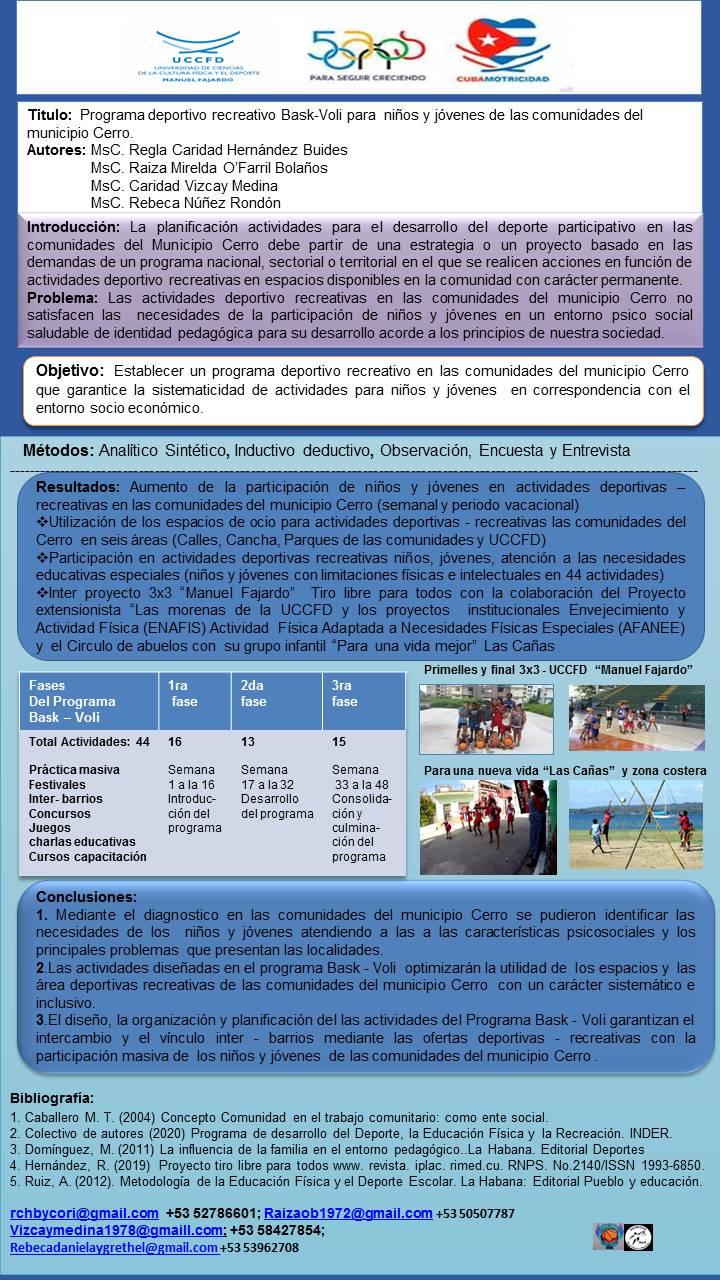 UCCFD
UNIVERSIDAD DE CIENCIAS
DE LA CULTURA FÍSICA Y EL DEPORTE
MANUEL FAJARDO
PARA SEGUIR CRECIENDO
CUBAMOTRICIDAD
Titulo: Programa deportivo recreativo Bask-Voli para niños y jóvenes de las comunidades del
municipio Cerro.
Autores: MsC. Regla Caridad Hernández Buides
MsC. Raiza Mirelda O’Farril Bolaños
MsC. Caridad Vizcay Medina
MsC. Rebeca Núñez Rondón
Introducción: La planificación actividades para el desarrollo del deporte participativo en las
comunidades del Municipio Cerro debe partir de una estrategia o un proyecto basado en las
demandas de un programa nacional, sectorial o territorial en el que se realicen acciones en función de
actividades deportivo recreativas en espacios disponibles en la comunidad con carácter permanente.
Problema: Las actividades deportivo recreativas en las comunidades del municipio Cerro no
satisfacen las necesidades de la participación de niños y jóvenes en un entorno psico social
saludable de identidad pedagógica para su desarrollo acorde a los principios de nuestra sociedad.
Objetivo: Establecer un programa deportivo recreativo en las comunidades del municipio Cerro
que garantice la sistematicidad de actividades para niños y jóvenes en correspondencia con el
entorno socio económico.
Métodos: Analítico Sintético, Inductivo deductivo, Observación, Encuesta y Entrevista
Resultados: Aumento de la participación de niños y jóvenes en actividades deportivas –
recreativas en las comunidades del municipio Cerro (semanal y periodo vacacional)
❖Utilización de los espacios de ocio para actividades deportivas - recreativas las comunidades del
Cerro en seis áreas (Calles, Cancha, Parques de las comunidades y UCCFD)
❖Participación en actividades deportivas recreativas niños, jóvenes, atención a las necesidades
educativas especiales (niños y jóvenes con limitaciones físicas e intelectuales en 44 actividades)
❖Inter proyecto 3x3 “Manuel Fajardo” Tiro libre para todos con la colaboración del Proyecto
extensionista “Las morenas de la UCCFD y los proyectos institucionales Envejecimiento y
Actividad Física (ENAFIS) Actividad Física Adaptada a Necesidades Físicas Especiales (AFANEE)
y el Circulo de abuelos con su grupo infantil “Para una vida mejor” Las Cañas
Fases
Del Programa
Bask – Voli
1ra
fase
2da
fase
3ra
fase
Total Actividades: 44
16
13
15
Práctica masiva
Festivales
Inter- barrios
Concursos
Juegos
charlas educativas
Cursos capacitación
Semana
1 a la 16
Introduc-
ción del
programa
Semana
17 a la 32
Desarrollo
del programa
Semana
33 a la 48
Consolida-
ción y
culmina-
ción del
programa
Primelles y final 3x3 - UCCFD “Manuel Fajardo”
Para una nueva vida “Las Cañas” y zona costera
Conclusiones:
1. Mediante el diagnostico en las comunidades del municipio Cerro se pudieron identificar las
necesidades de los niños y jóvenes atendiendo a las a las características psicosociales y los
principales problemas que presentan las localidades.
2.Las actividades diseñadas en el programa Bask - Voli optimizarán la utilidad de los espacios y las
área deportivas recreativas de las comunidades del municipio Cerro con un carácter sistemático e
inclusivo.
3.El diseño, la organización y planificación del las actividades del Programa Bask - Voli garantizan el
intercambio y el vínculo inter - barrios mediante las ofertas deportivas - recreativas con la
participación masiva de los niños y jóvenes de las comunidades del municipio Cerro .
Bibliografía:
1. Caballero M. T. (2004) Concepto Comunidad en el trabajo comunitario: como ente social.
2. Colectivo de autores (2020) Programa de desarrollo del Deporte, la Educación Física y la Recreación. INDER.
3. Domínguez, M. (2011) La influencia de la familia en el entorno pedagógico..La Habana. Editorial Deportes
4. Hernández, R. (2019) Proyecto tiro libre para todos www. revista. iplac. rimed.cu. RNPS. No.2140/ISSN 1993-6850.
5. Ruiz, A. (2012). Metodología de la Educación Física y el Deporte Escolar. La Habana: Editorial Pueblo y educación.
rchbycori@gmail.com +53 52786601; Raizaob1972@gmail.com +53 50507787
Vizcaymedina1978@gmaill.com; +53 58427854;
Rebecadanielaygrethel@gmail.com +53 53962708